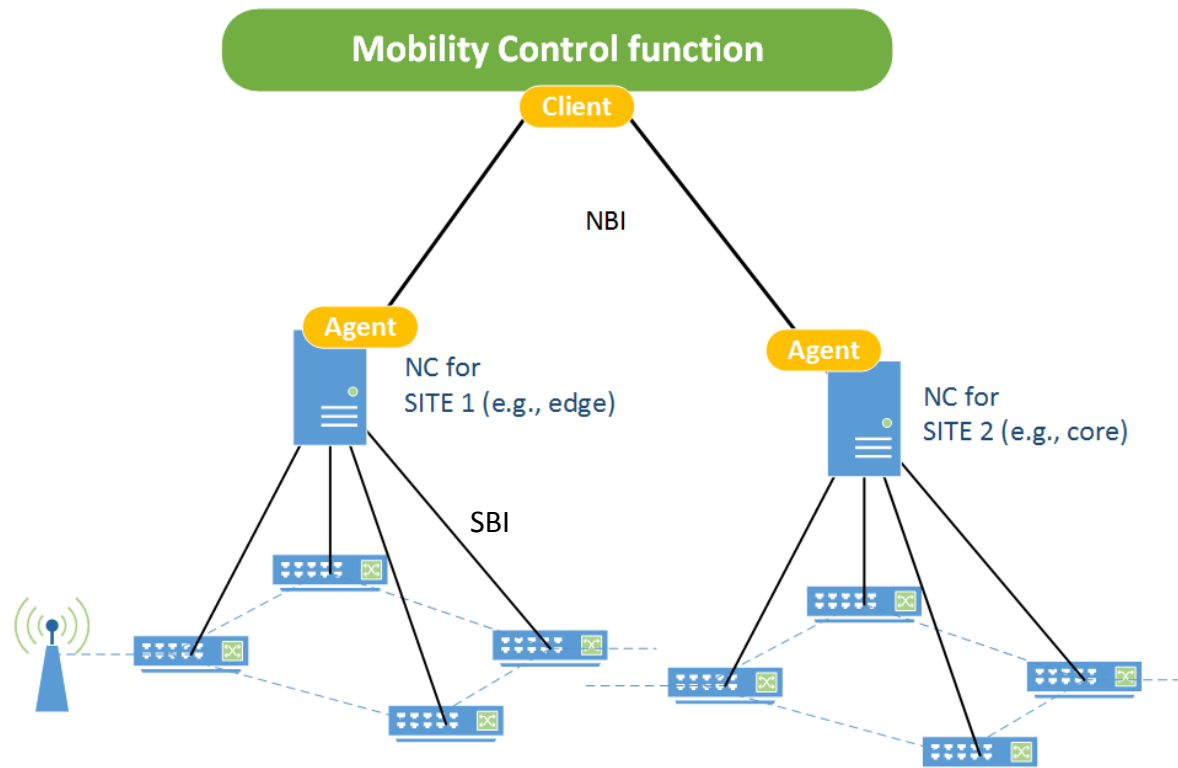 Mobility Control function
Client
NBI
Agent
NC for
SITE 1 (e.g., edge)
Agent
NC for
SITE 2 (e.g., core)
SBI